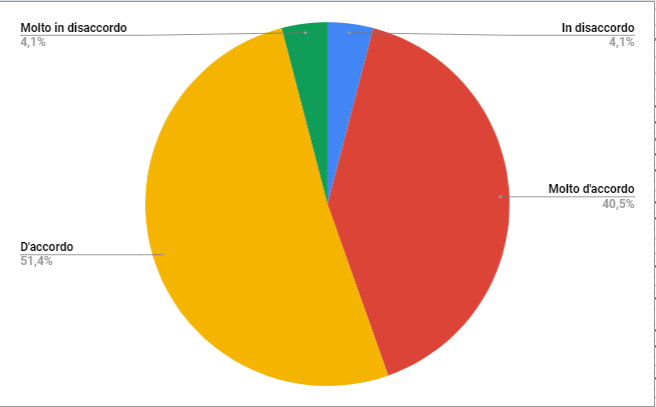 Molto in disaccordo
4,1%
In disaccordo
4,1%
Molto d'accordo
40,5%
D'accordo
51,4%